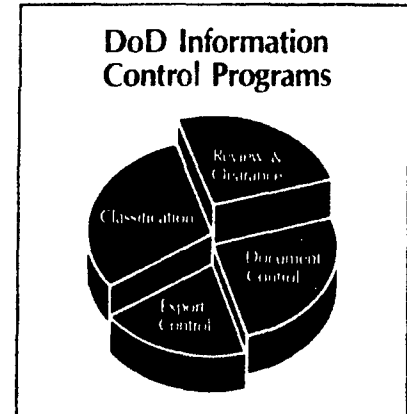 DoD Information
Control Programs
Review &
Clearance
Classification
Document
Control
Export
Control